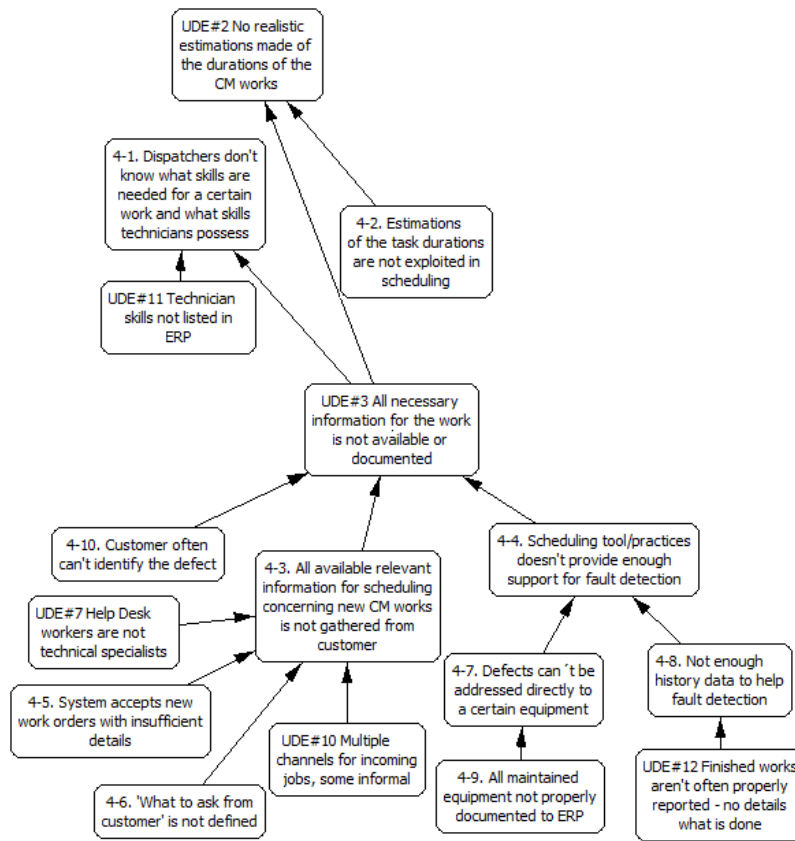 UDE#2 No realistic
estimations made of
the durations of the
CM works
4-1. Dispatchers don't
know what skills are
needed for a certain
work and what skills
technicians possess
4-2. Estimations
of the task durations
are not exploited in
scheduling
UDE#11 Technician
skills not listed in
ERP
UDE#3 All necessary
information for the work
is not available or
documented
4-10. Customer often
can't identify the defect
4-3. All available relevant
information for scheduling
concerning new CM works
is not gathered from
customer
4-4. Scheduling tool/practices
doesn't provide enough
support for fault detection
UDE#7 Help Desk
workers are not
technical specialists
4-7. Defects can´t be
addressed directly to
a certain equipment
4-8. Not enough
history data to help
fault detection
4-5. System accepts new
work orders with insufficient
details
UDE#10 Multiple
channels for incoming
jobs, some informal
4-6. 'What to ask from
customer' is not defined
4-9. All maintained
equipment not properly
documented to ERP
UDE#12 Finished works
aren't often properly
reported - no details
what is done